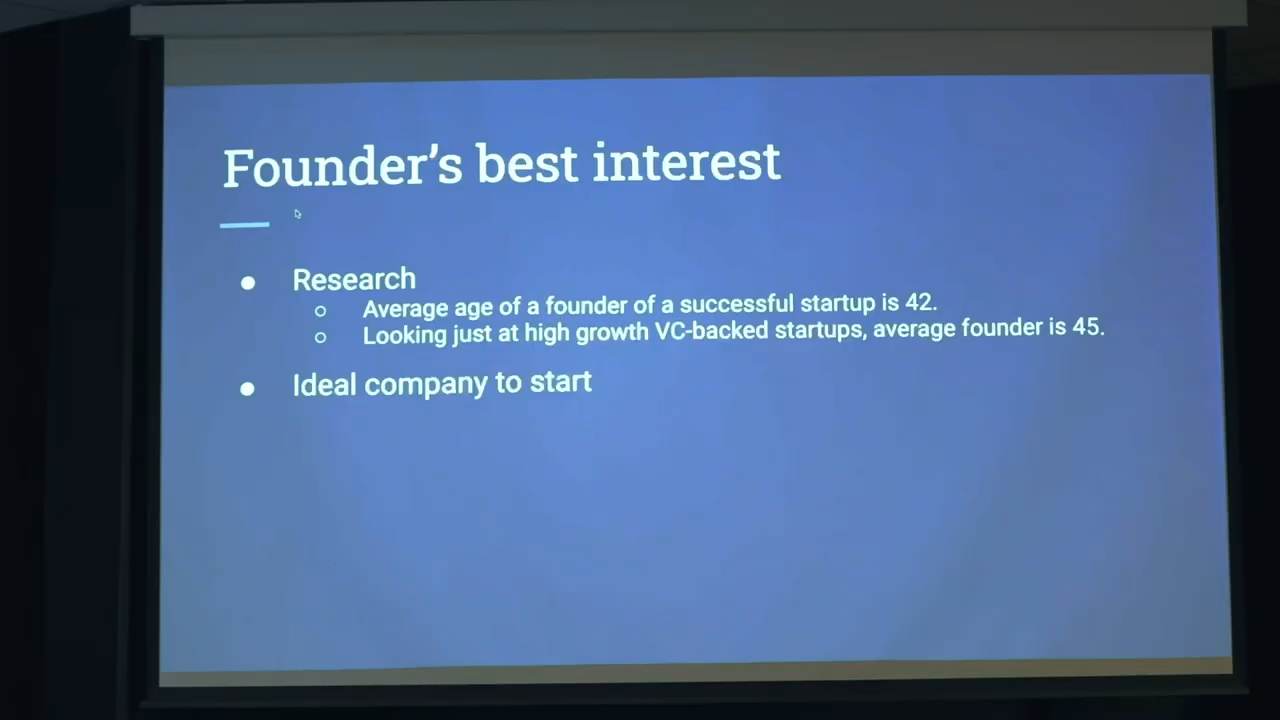 Founder's best interest
Research
Average age of a founder of a successful startup is 42.
Looking just at high growth VC-backed startups, average founder is 45.
Ideal company to start